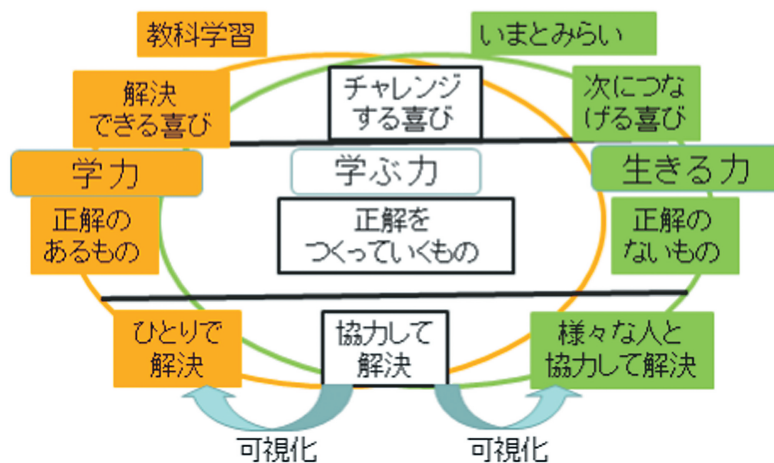 教科学習
いまとみらい
解決
できる喜び
チャレンジ
する喜び
次につな
げる喜び
学力
学ぶ力
生きる力
正解の
あるもの
正解を
つくっていくもの
正解の
ないもの
ひとりで
解決
協力して
解決
様々な人と
協力して解決
可視化
可視化